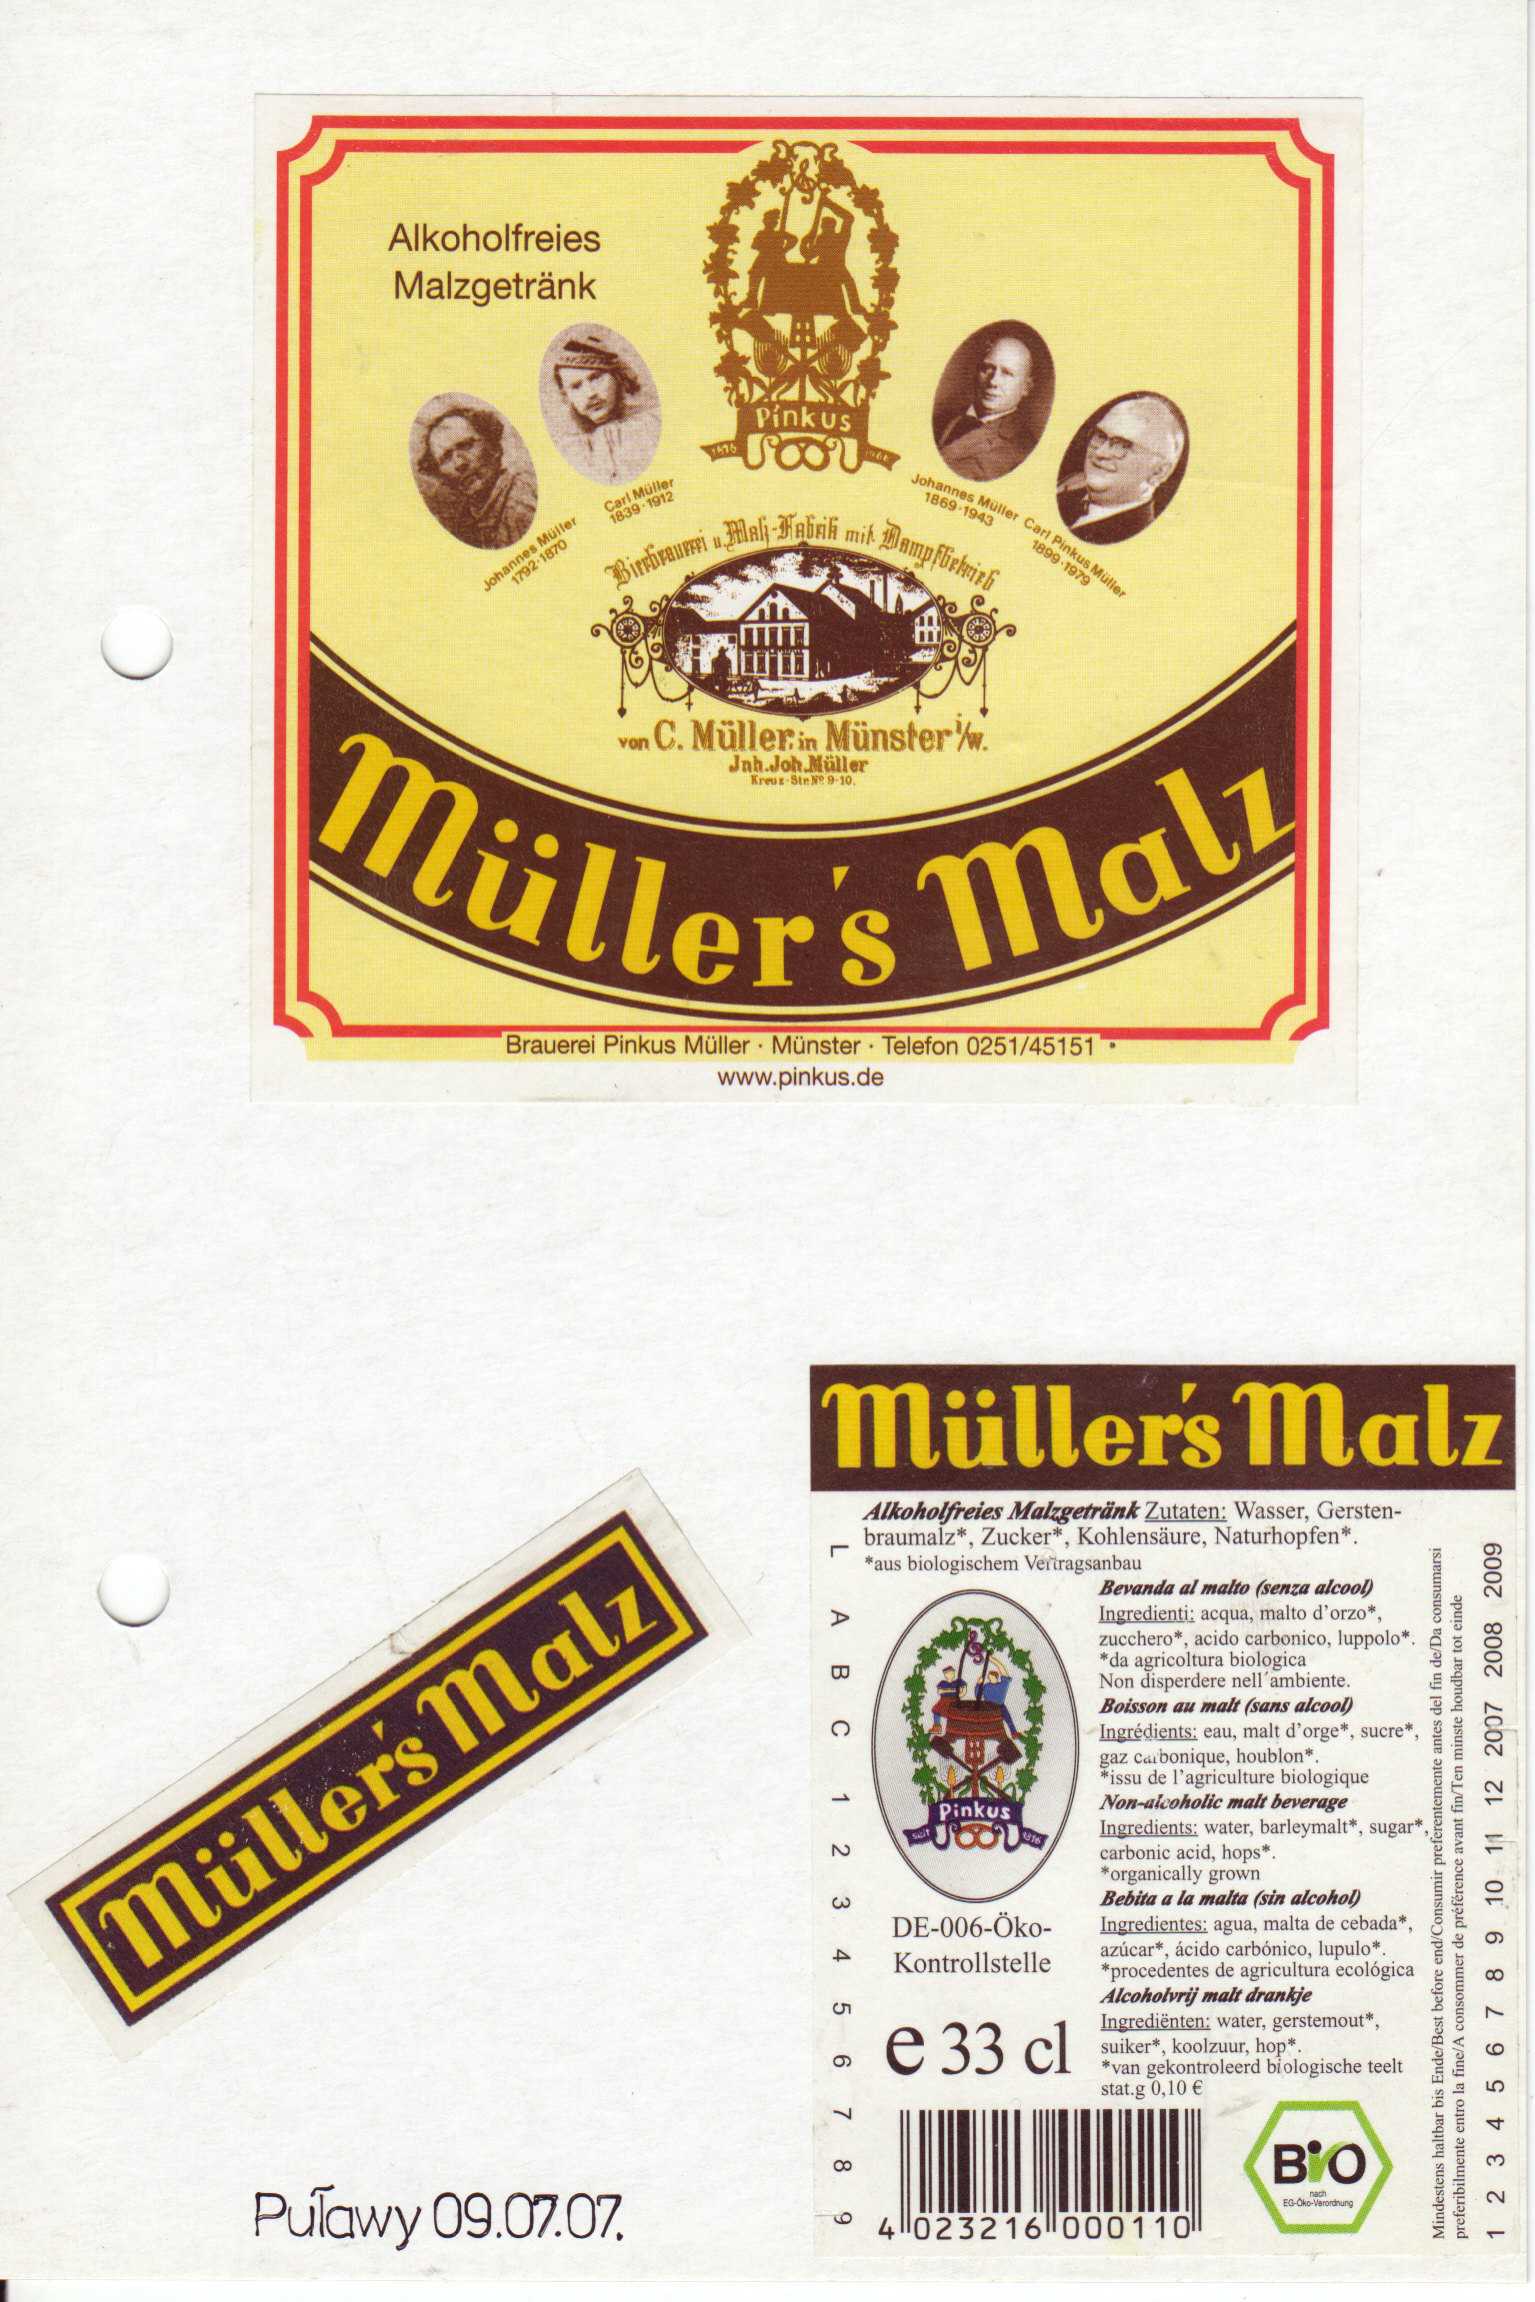 Alkoholfreies
Malzgetränk
Pinkus
1816
Johannes Müller
1792-1870
Carl Müller
1839-1912
Johannes Müller
1869-1943
Carl Pinkus Müller
1899-1979
Bierbrauerei u. Malz-Fabrik mit Dampfbetrieb
von C. Müller in Münster i/w.
Jnh. Joh. Müller
Kreuz-Str. Nº 9-10.
Müller's Malz
Brauerei Pinkus Müller · Münster · Telefon 0251/45151 ·
www.pinkus.de
Müller's Malz
Müller's Malz
Alkoholfreies Malzgetränk Zutaten: Wasser, Gersten-
braumalz*, Zucker*, Kohlensäure, Naturhopfen*.
*aus biologischem Vertragsanbau
Bevanda al malto (senza alcool)
Ingredienti: acqua, malto d'orzo*,
zucchero*, acido carbonico, luppolo*.
*da agricoltura biologica
Non disperdere nell´ambiente.
Boisson au malt (sans alcool)
Ingrédients: eau, malt d'orge*, sucre*,
gaz carbonique, houblon*.
*issu de l'agriculture biologique
Non-alcoholic malt beverage
Ingredients: water, barleymalt*, sugar*,
carbonic acid, hops*.
*organically grown
Bebita a la malta (sin alcohol)
Ingredientes: agua, malta de cebada*,
azúcar*, ácido carbónico, lupulo*.
*procedentes de agricultura ecológica
Alcoholvrij malt drankje
Ingrediënten: water, gerstemout*,
suiker*, koolzuur, hop*.
*van gekontroleerd biologische teelt
stat.g 0,10 €
Pinkus
seit 1816
DE-006-Öko-
Kontrollstelle
e 33 cl
L A B C 1 2 3 4 5 6 7 8 9
4 023216 000110
Bio
nach
EG-Öko-Verordnung
Mindestens haltbar bis Ende/Best before end/Consumir preferentemente antes del fin de/Da consumarsi
preferibilmente entro la fine/A consommer de préférence avant fin/Ten minste houdbar tot einde
1 2 3 4 5 6 7 8 9 10 11 12 2007 2008 2009
Puławy 09.07.07.